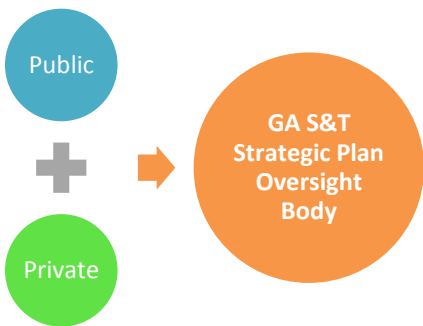 Public
Private
GA S&T
Strategic Plan
Oversight
Body